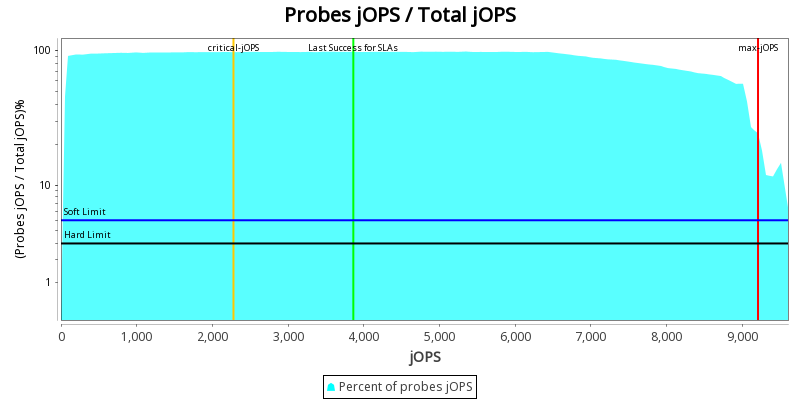 Probes jOPS / Total jOPS
(Probes jOPS / Total jOPS)%
100
10
1
critical-jOPS
Last Success for SLAs
max-jOPS
Soft Limit
Hard Limit
0
1,000
2,000
3,000
4,000
5,000
6,000
7,000
8,000
9,000
jOPS
Percent of probes jOPS